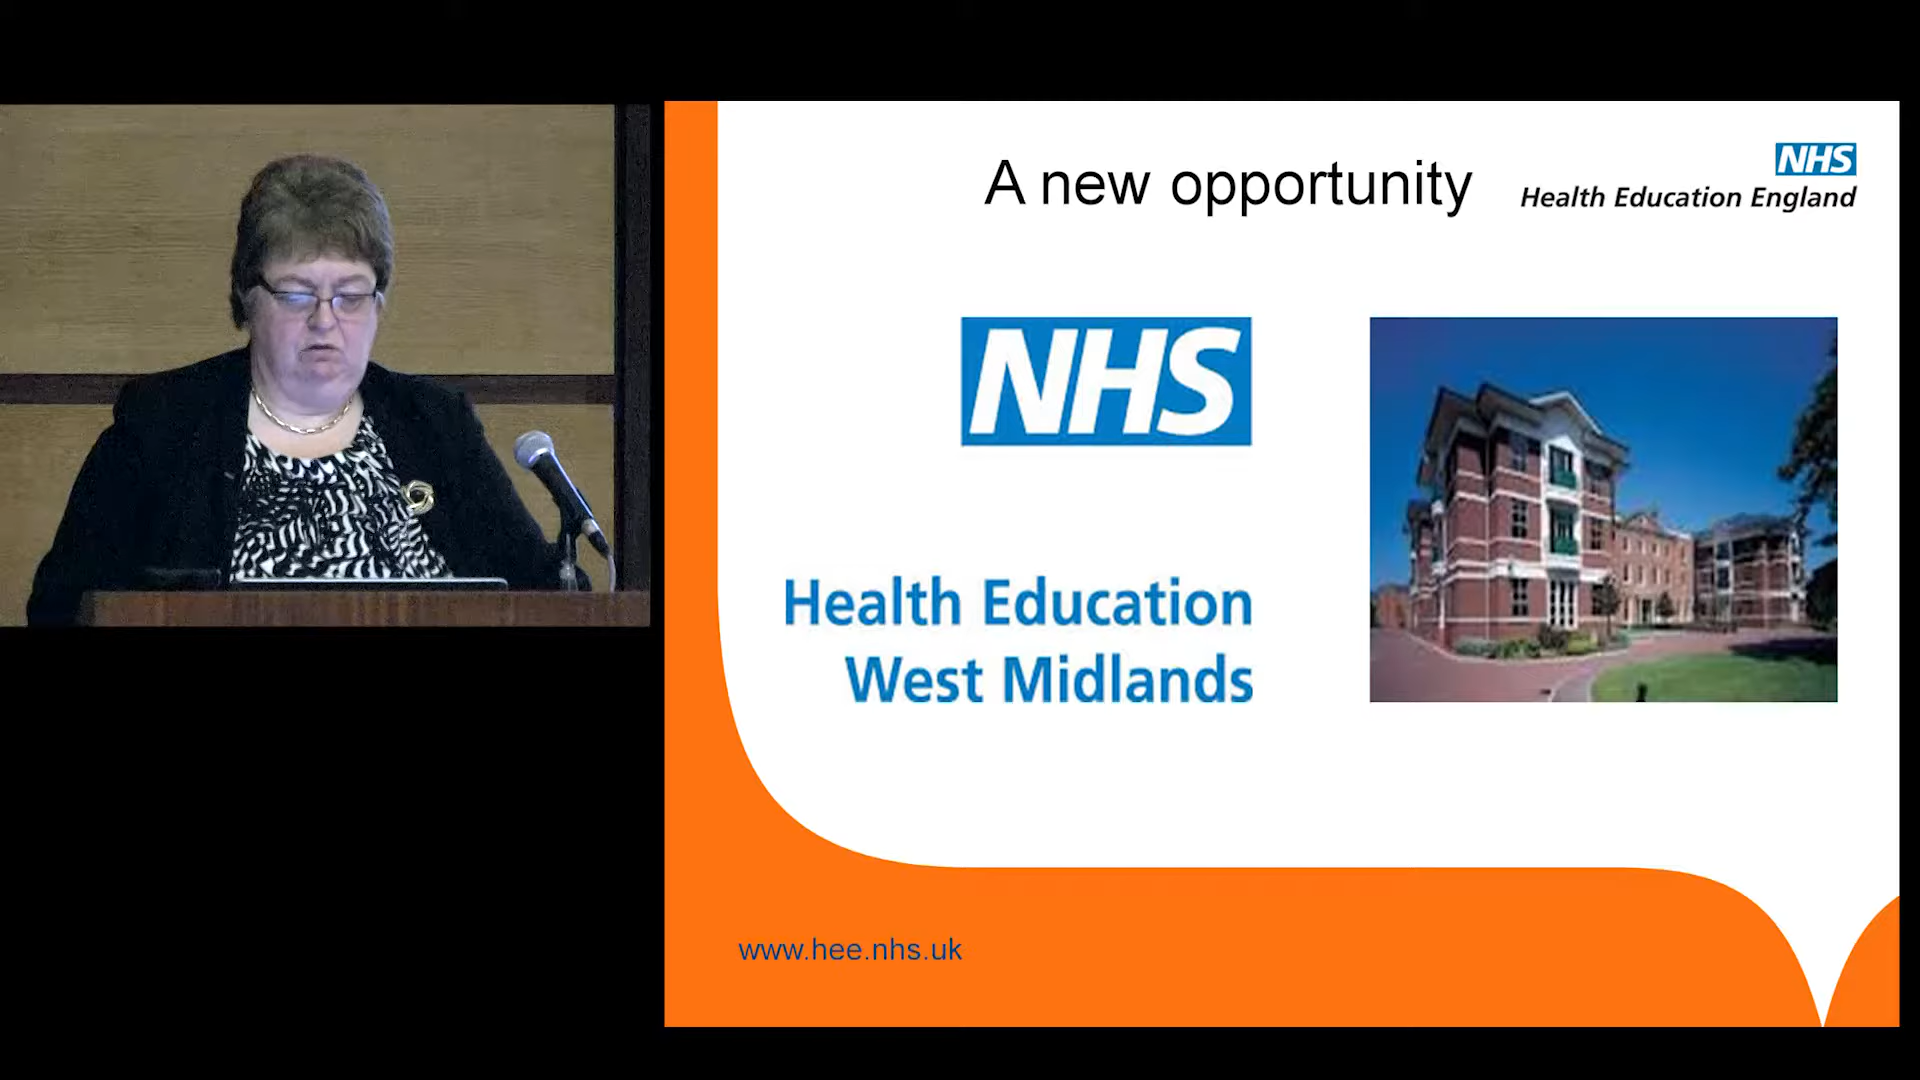 A new opportunity
NHS
Health Education England
NHS
Health Education
West Midlands
www.hee.nhs.uk